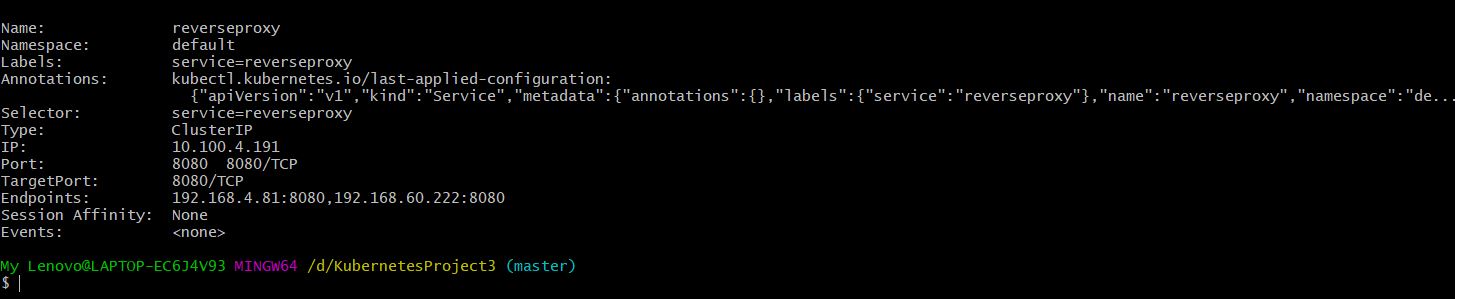 Name:              reverseproxy
Namespace:         default
Labels:            service=reverseproxy
Annotations:       kubectl.kubernetes.io/last-applied-configuration:
                     {"apiVersion":"v1","kind":"Service","metadata":{"annotations":{},"labels":{"service":"reverseproxy"},"name":"reverseproxy","namespace":"de...
Selector:          service=reverseproxy
Type:              ClusterIP
IP:                10.100.4.191
Port:              8080  8080/TCP
TargetPort:        8080/TCP
Endpoints:         192.168.4.81:8080,192.168.60.222:8080
Session Affinity:  None
Events:            <none>
My Lenovo@LAPTOP-EC6J4V93 MINGW64 /d/KubernetesProject3 (master)
$